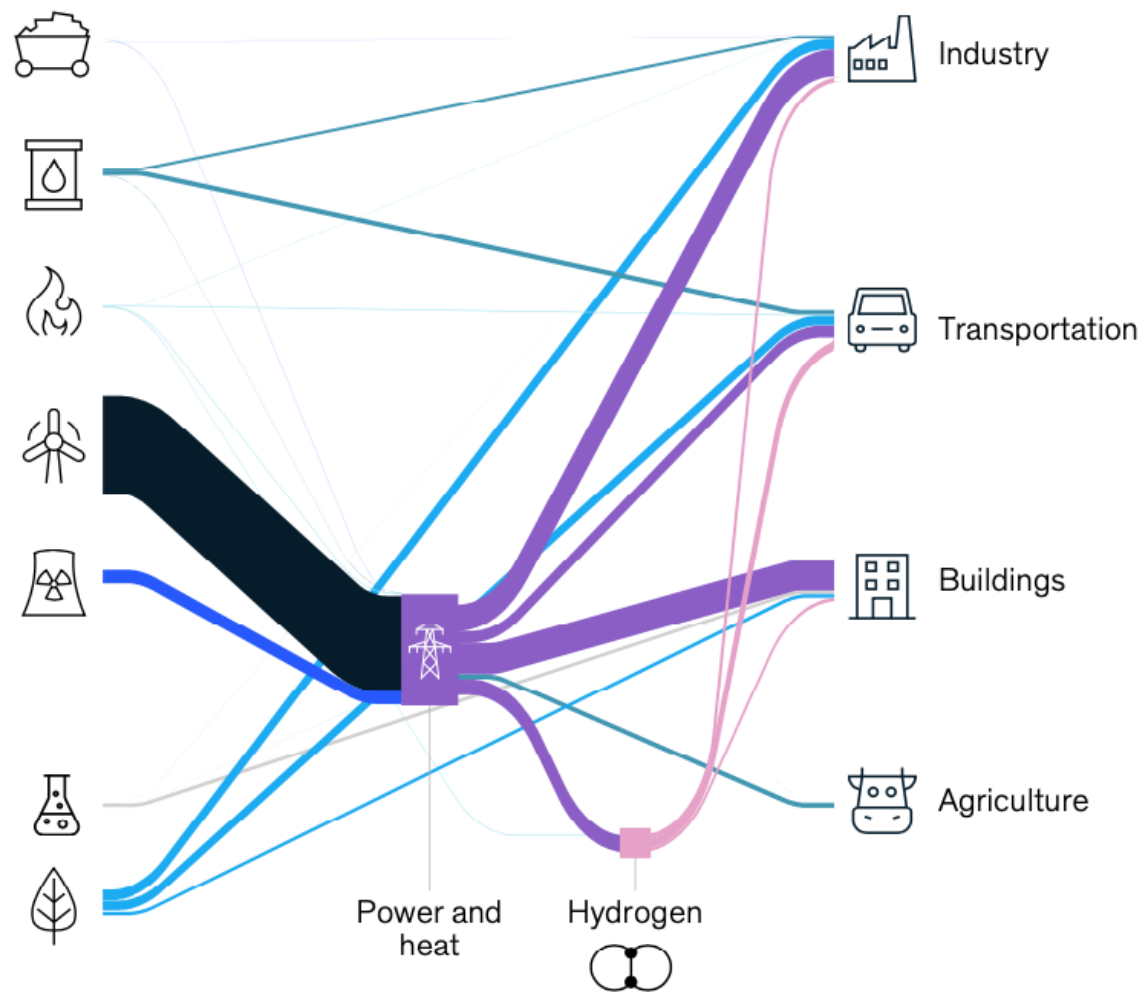 Industry
Transportation
Buildings
Agriculture
Power and
heat
Hydrogen